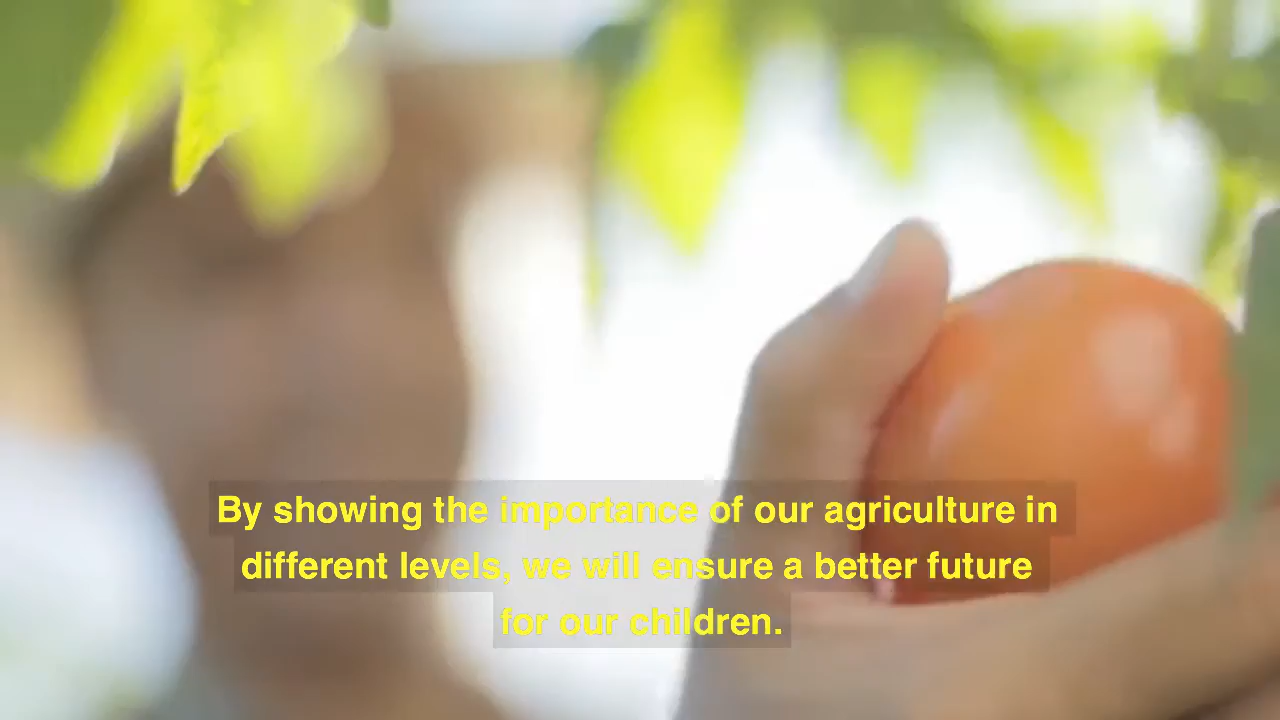 By showing the importance of our agriculture in
different levels, we will ensure a better future
for our children.